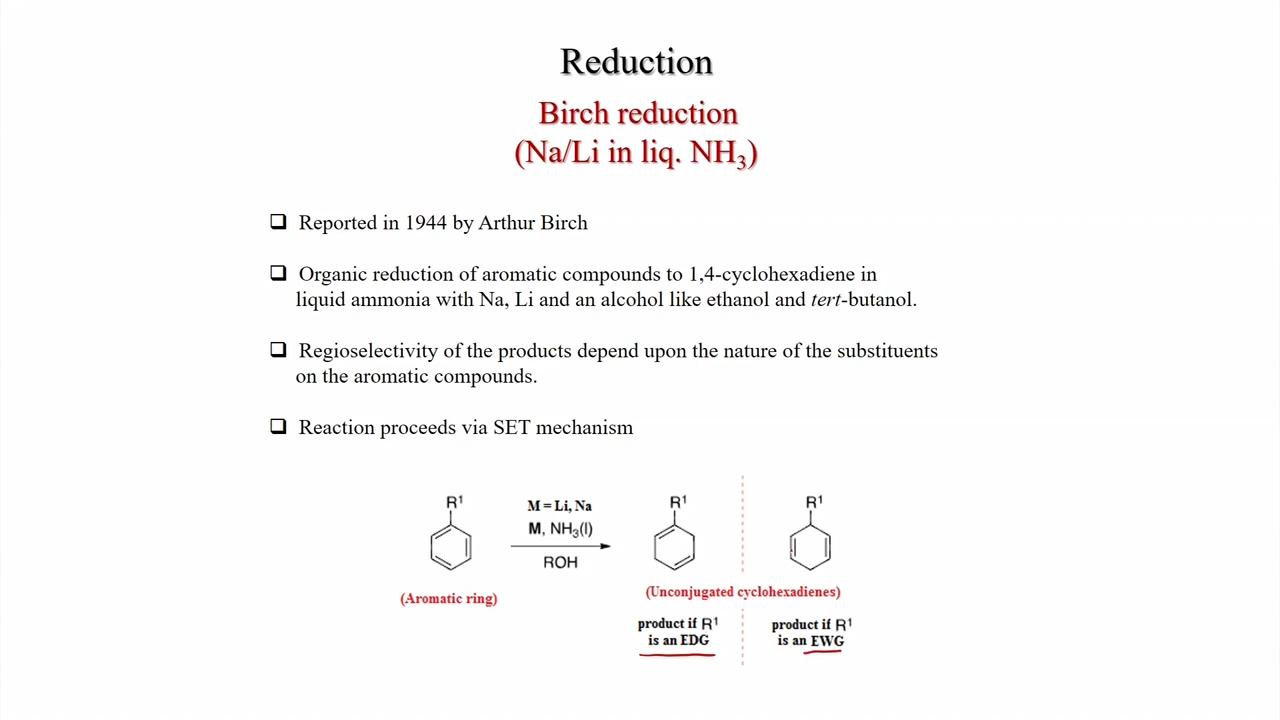 Reduction
Birch reduction
(Na/Li in liq. NH₃)
❑ Reported in 1944 by Arthur Birch
❑ Organic reduction of aromatic compounds to 1,4-cyclohexadiene in
liquid ammonia with Na, Li and an alcohol like ethanol and tert-butanol.
❑ Regioselectivity of the products depend upon the nature of the substituents
on the aromatic compounds.
❑ Reaction proceeds via SET mechanism
R¹
M = Li, Na
M, NH₃(l)
ROH
R¹
R¹
(Aromatic ring)
(Unconjugated cyclohexadienes)
product if R¹
is an EDG
product if R¹
is an EWG